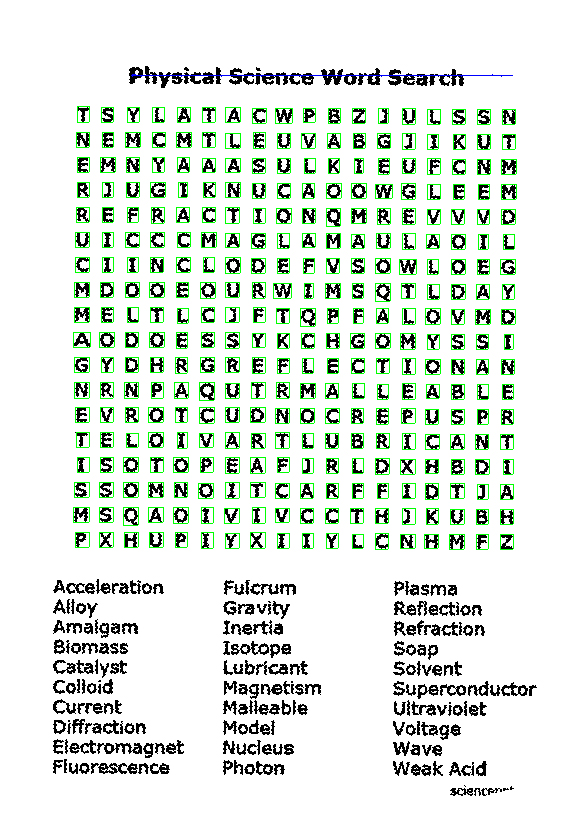 Physical Science Word Search
T S Y L A T A C W P B Z J U L S S N
N E M C M T L E U V A B G J I K U T
E M N Y A A A S U L K I E U F C N M
R J U G I K N U C A O O W G L E E M
R E F R A C T I O N Q M R E V V V D
U I C C C M A G L A M A U L A O I L
C I I N C L O D E F V S O W L O E G
M D O O E O U R W I M S Q T L D A Y
M E L T L C J F T Q P F A L O V M D
A O D O E S S Y K C H G O M Y S S I
G Y D H R G R E F L E C T I O N A N
N R N P A Q U T R M A L L E A B L E
E V R O T C U D N O C R E P U S P R
T E L O I V A R T L U B R I C A N T
I S O T O P E A F J R L D X H B D I
S S O M N O I T C A R F F I D T J A
M S Q A O I V I V C C T H J K U B H
P X H U P I Y X I I Y L C N H M F Z
Acceleration Fulcrum Plasma
Alloy Gravity Reflection
Amalgam Inertia Refraction
Biomass Isotope Soap
Catalyst Lubricant Solvent
Colloid Magnetism Superconductor
Current Malleable Ultraviolet
Diffraction Model Voltage
Electromagnet Nucleus Wave
Fluorescence Photon Weak Acid